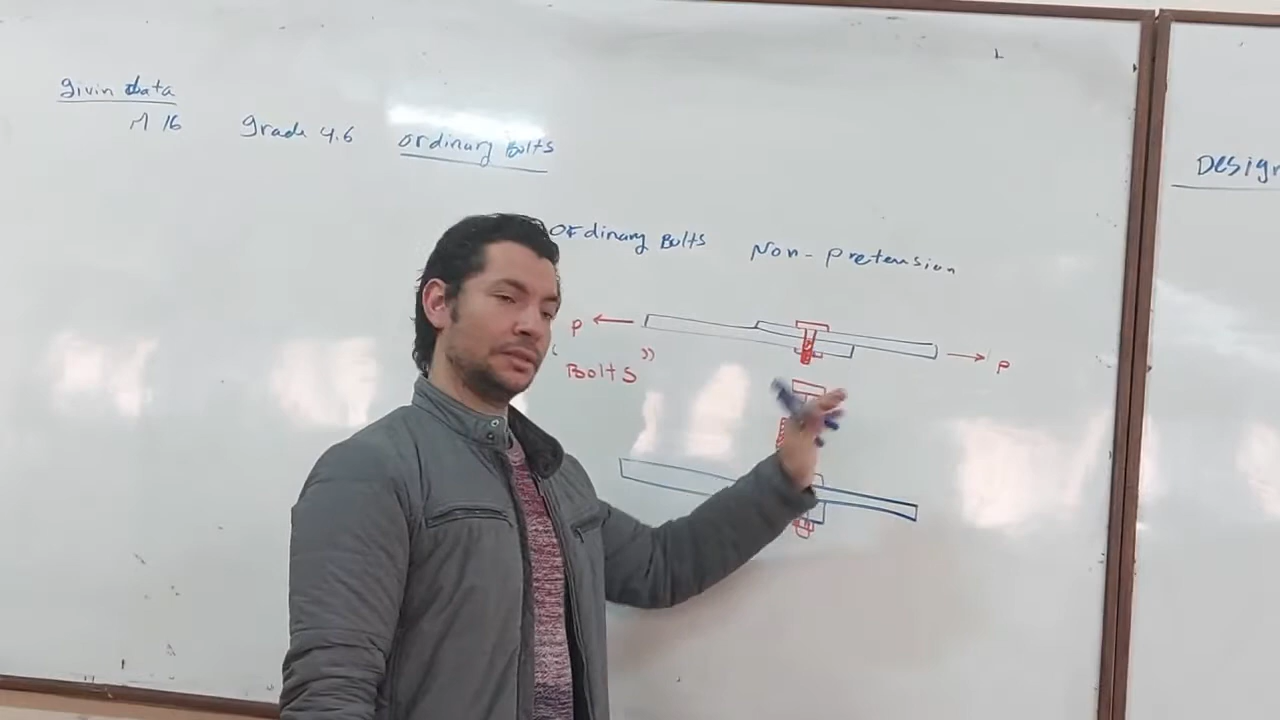 givin data
M 16 grade 4.6 ordinary Bolts
DESIGN
ordinary Bolts Non-pretension
P
P
"Bolts"